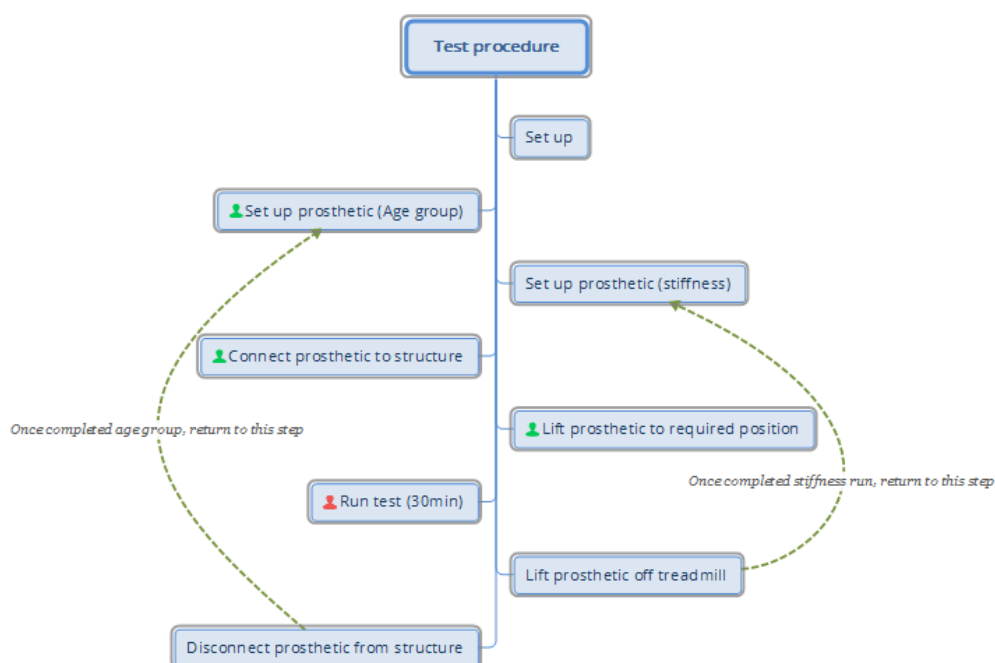 Test procedure
Set up
Set up prosthetic (Age group)
Set up prosthetic (stiffness)
Connect prosthetic to structure
Once completed age group, return to this step
Lift prosthetic to required position
Once completed stiffness run, return to this step
Run test (30min)
Lift prosthetic off treadmill
Disconnect prosthetic from structure